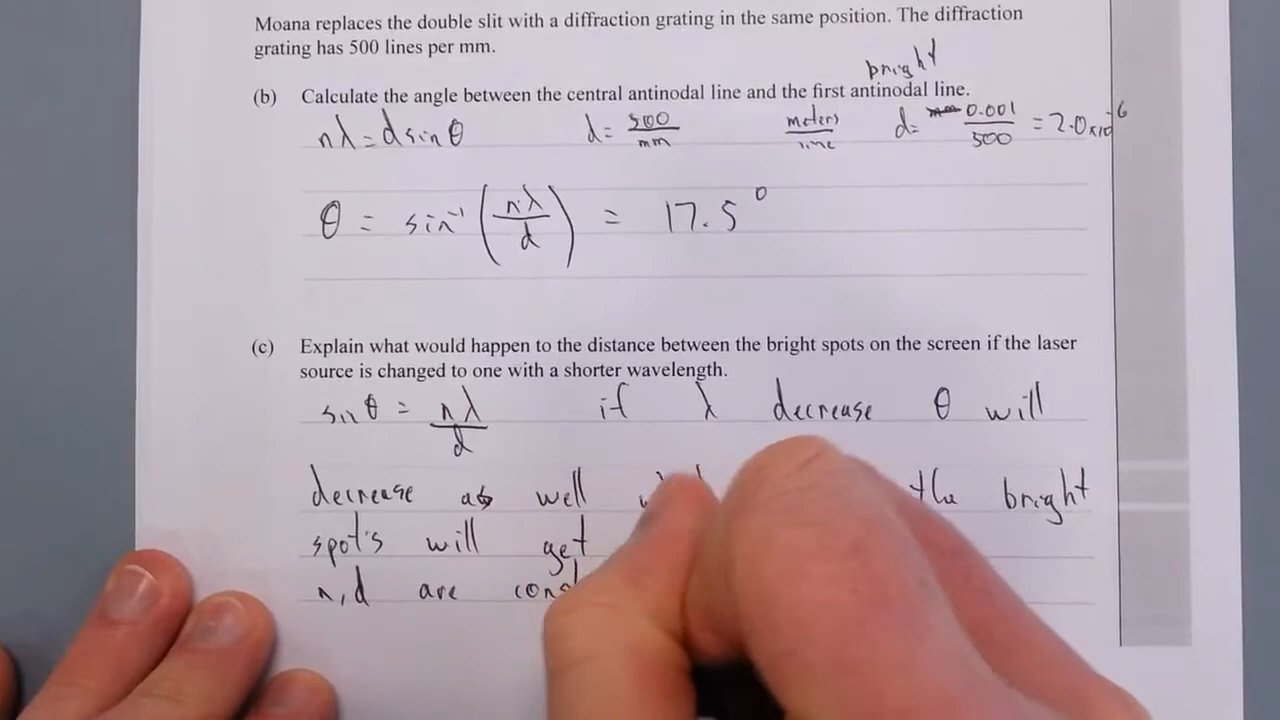 Moana replaces the double slit with a diffraction grating in the same position. The diffraction
grating has 500 lines per mm.
bright
(b) Calculate the angle between the central antinodal line and the first antinodal line.
nλ = d sin θ d = 500/mm meters/line d = 0.001/500 = 2.0 x 10^-6
θ = sin^-1 (nλ/d) = 17.5°
(c) Explain what would happen to the distance between the bright spots on the screen if the laser
source is changed to one with a shorter wavelength.
sin θ = nλ/d if λ decrease θ will
decrease as well the bright
spot's will get
n, d are